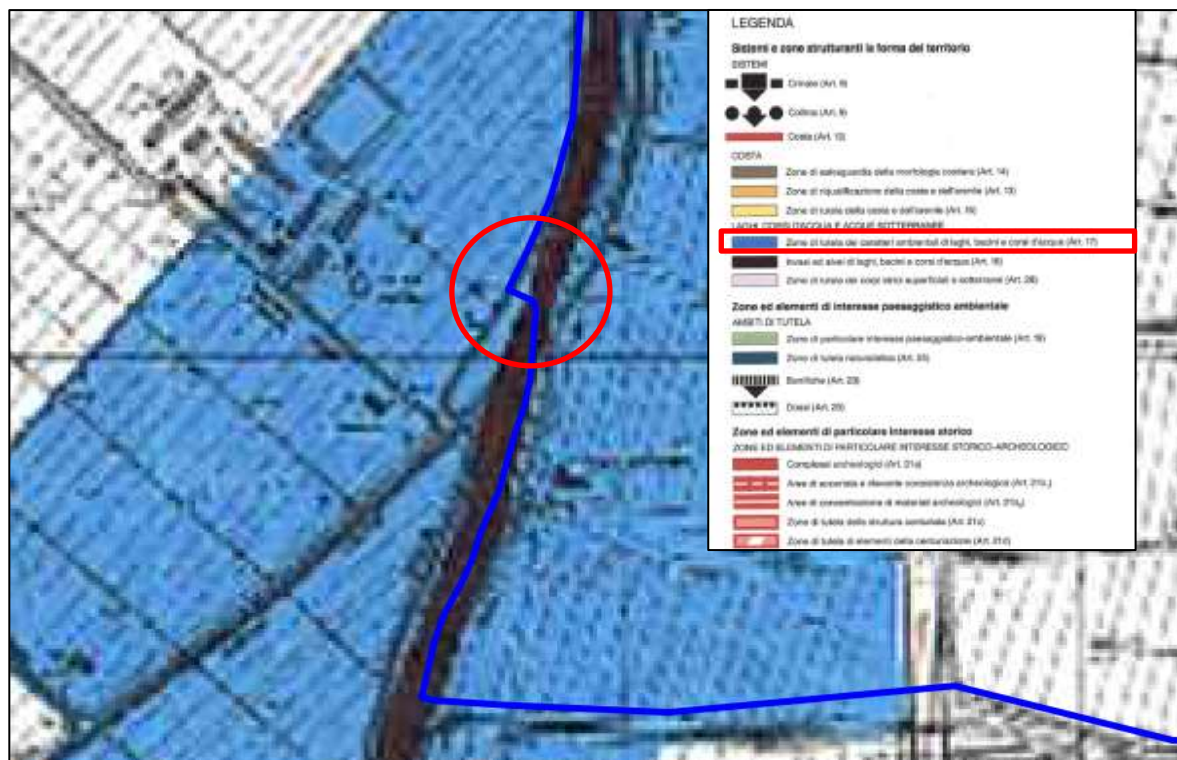 LEGENDA
Sistemi e zone strutturanti la forma del territorio
SISTEMI
Crinale (Art. 9)
Collina (Art. 9)
Costa (Art. 12)
COSTA
Zone di salvaguardia della morfologia costiera (Art. 14)
Zone di riqualificazione della costa e dell'arenile (Art. 13)
Zone di tutela della costa e dell'arenile (Art. 15)
LAGHI, CORSI D'ACQUA E ACQUE SOTTERRANEE
Zone di tutela dei caratteri ambientali di laghi, bacini e corsi d'acqua (Art. 17)
Invasi ed alvei di laghi, bacini e corsi d'acqua (Art. 18)
Zone di tutela dei corpi idrici superficiali e sotterranei (Art. 28)
Zone ed elementi di interesse paesaggistico ambientale
AMBITI DI TUTELA
Zone di particolare interesse paesaggistico-ambientale (Art. 19)
Zone di tutela naturalistica (Art. 25)
Bonifiche (Art. 23)
Dossi (Art. 20)
Zone ed elementi di particolare interesse storico
ZONE ED ELEMENTI DI PARTICOLARE INTERESSE STORICO-ARCHEOLOGICO
Complessi archeologici (Art. 21a)
Aree di accertata e rilevante consistenza archeologica (Art. 21b₁)
Aree di concentrazione di materiali archeologici (Art. 21b₂)
Zone di tutela della struttura centuriata (Art. 21c)
Zone di tutela di elementi della centuriazione (Art. 21d)